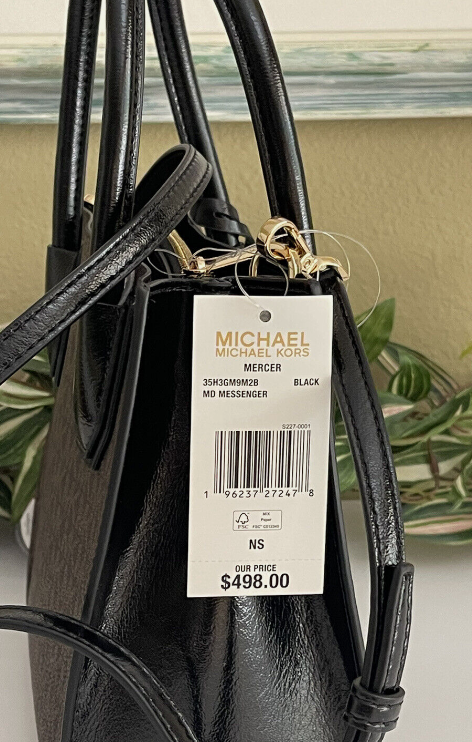 MICHAEL
MICHAEL KORS
MERCER
35H3GM9M2B BLACK
MD MESSENGER
S227-0001
1 96237 27247 8
MIX
Paper
FSC
NS
OUR PRICE
$498.00